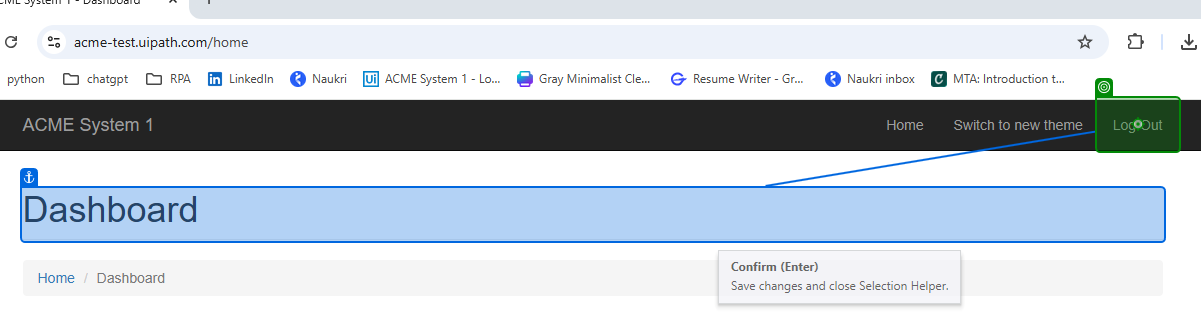 ACME System 1 - Dashboard
acme-test.uipath.com/home
python chatgpt RPA LinkedIn Naukri ACME System 1 - Lo... Gray Minimalist Cle... Resume Writer - Gr... Naukri inbox MTA: Introduction t...
ACME System 1 Home Switch to new theme Log Out
Dashboard
Home / Dashboard
Confirm (Enter)
Save changes and close Selection Helper.